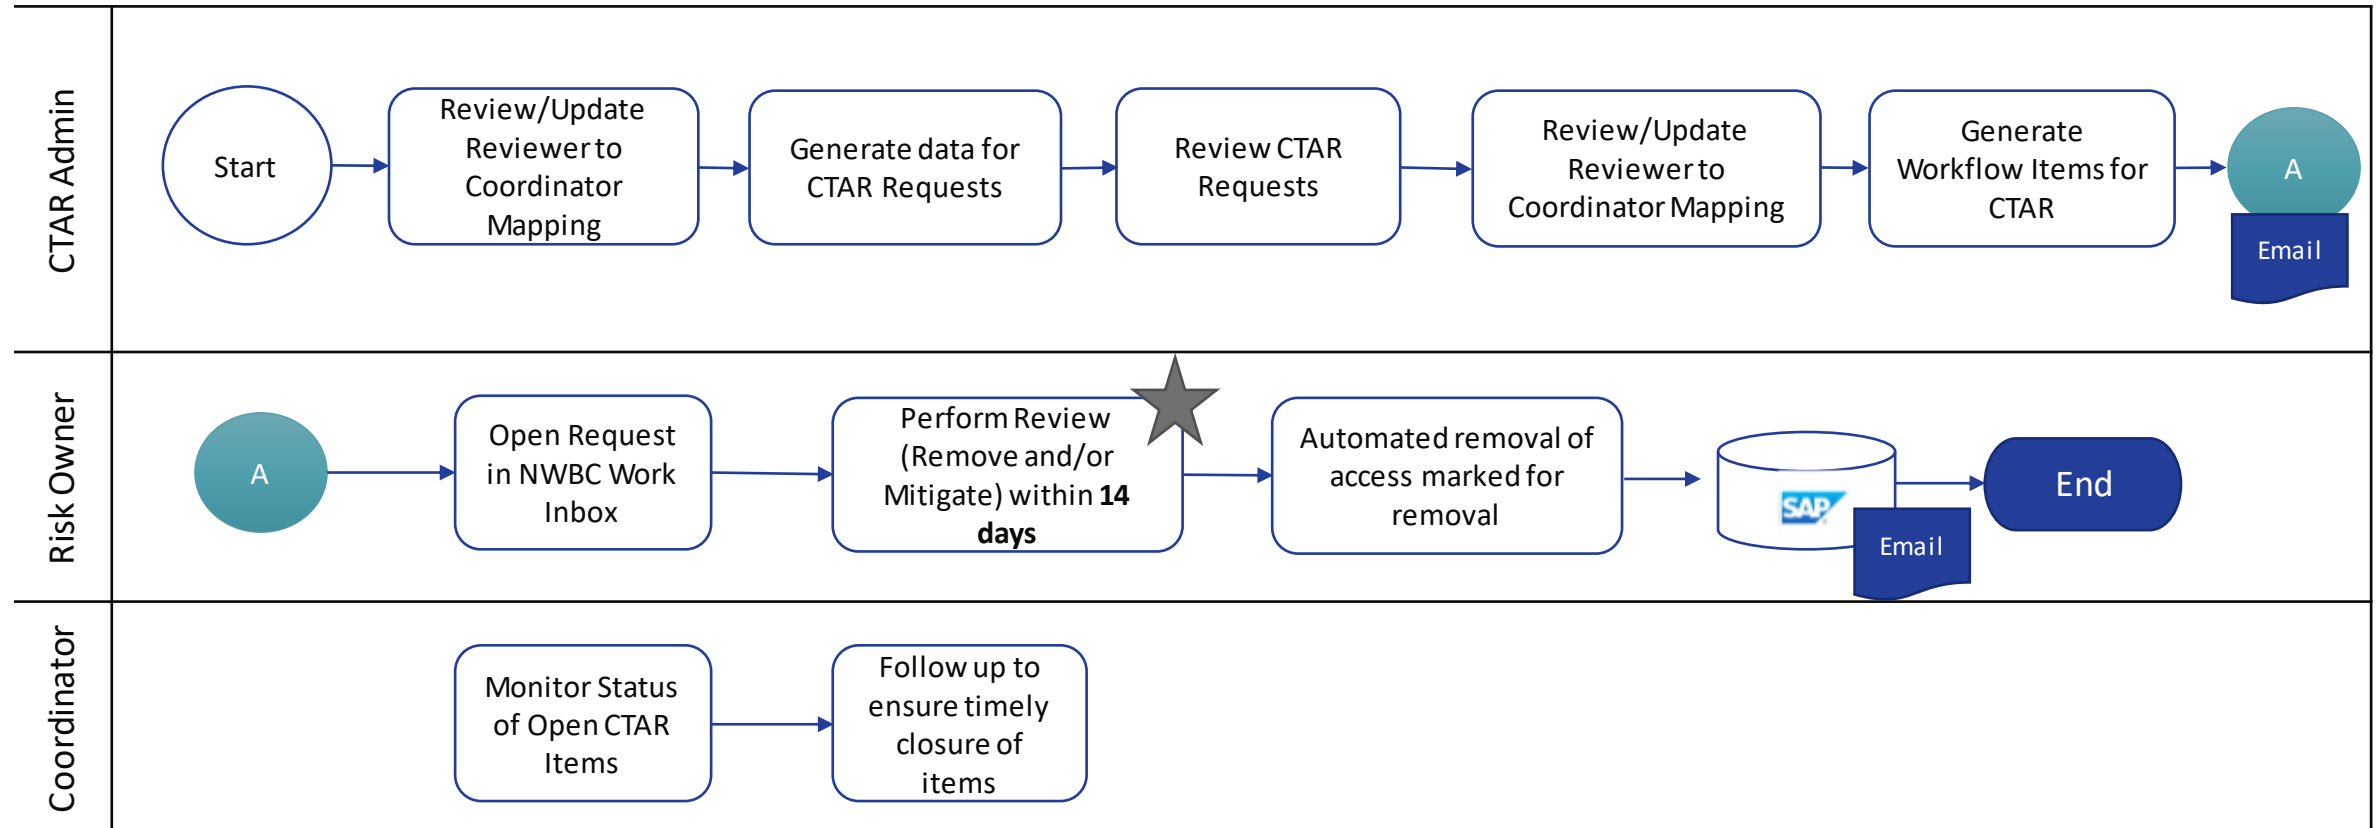 CTAR Admin
Start
Review/Update
Reviewer to
Coordinator
Mapping
Generate data for
CTAR Requests
Review CTAR
Requests
Review/Update
Reviewer to
Coordinator Mapping
Generate
Workflow Items for
CTAR
A
Email
Risk Owner
A
Open Request
in NWBC Work
Inbox
Perform Review
(Remove and/or
Mitigate) within 14
days
Automated removal of
access marked for
removal
SAP
Email
End
Coordinator
Monitor Status
of Open CTAR
Items
Follow up to
ensure timely
closure of
items